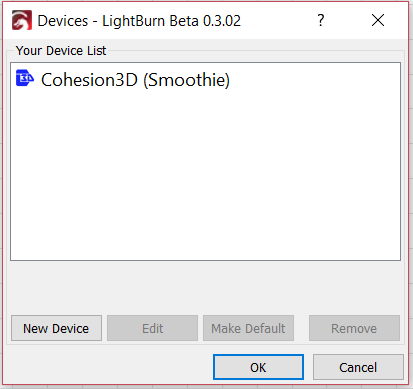 Devices - LightBurn Beta 0.3.02
Your Device List
Cohesion3D (Smoothie)
New Device Edit Make Default Remove
OK Cancel